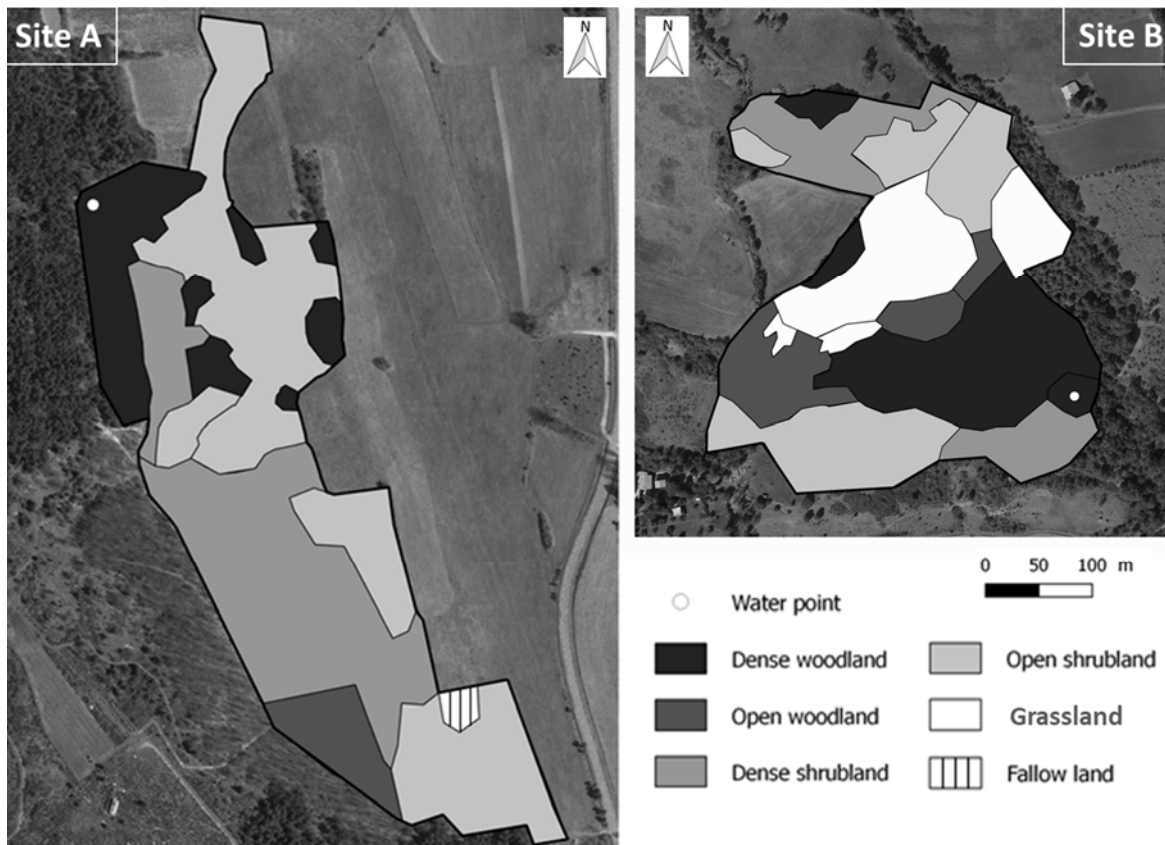 Site A
N
N
Site B
0 50 100 m
Water point
Dense woodland
Open shrubland
Open woodland
Grassland
Dense shrubland
Fallow land